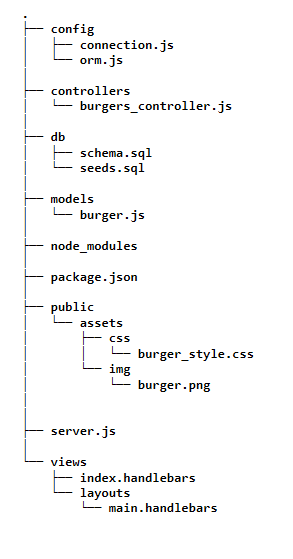 .
├── config
│   ├── connection.js
│   └── orm.js
│
├── controllers
│   └── burgers_controller.js
│
├── db
│   ├── schema.sql
│   └── seeds.sql
│
├── models
│   └── burger.js
│
├── node_modules
│
├── package.json
│
├── public
│   └── assets
│       ├── css
│       │   └── burger_style.css
│       └── img
│           └── burger.png
│
│
├── server.js
│
└── views
    ├── index.handlebars
    └── layouts
        └── main.handlebars